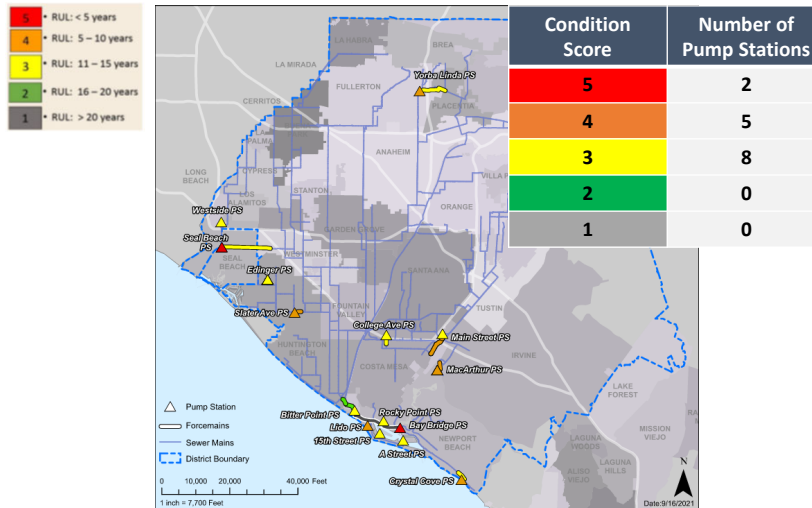 5 • RUL: < 5 years
4 • RUL: 5 – 10 years
3 • RUL: 11 – 15 years
2 • RUL: 16 – 20 years
1 • RUL: > 20 years
Condition Score
Number of Pump Stations
5 2
4 5
3 8
2 0
1 0
LA HABRA
BREA
LA MIRADA
Yorba Linda PS
FULLERTON
PLACENTIA
CERRITOS
LA PALMA
ANAHEIM
CYPRESS
LONG BEACH
LOS ALAMITOS
STANTON
VILLA P
ORANGE
Westside PS
GARDEN GROVE
Seal Beach PS
SEAL BEACH
WESTMINSTER
SANTA ANA
Edinger PS
TUSTIN
Slater Ave PS
FOUNTAIN VALLEY
College Ave PS
Main Street PS
HUNTINGTON BEACH
IRVINE
COSTA MESA
MacArthur PS
LAKE FOREST
Bitter Point PS
Rocky Point PS
Lido PS
Bay Bridge PS
15th Street PS
A Street PS
NEWPORT BEACH
MISSION VIEJO
LAGUNA WOODS
LAGUNA HILLS
ALISO VIEJO
Crystal Cove PS
Pump Station
Forcemains
Sewer Mains
District Boundary
0 10,000 20,000 40,000 Feet
1 inch = 7,700 Feet
N
Date:9/16/2021